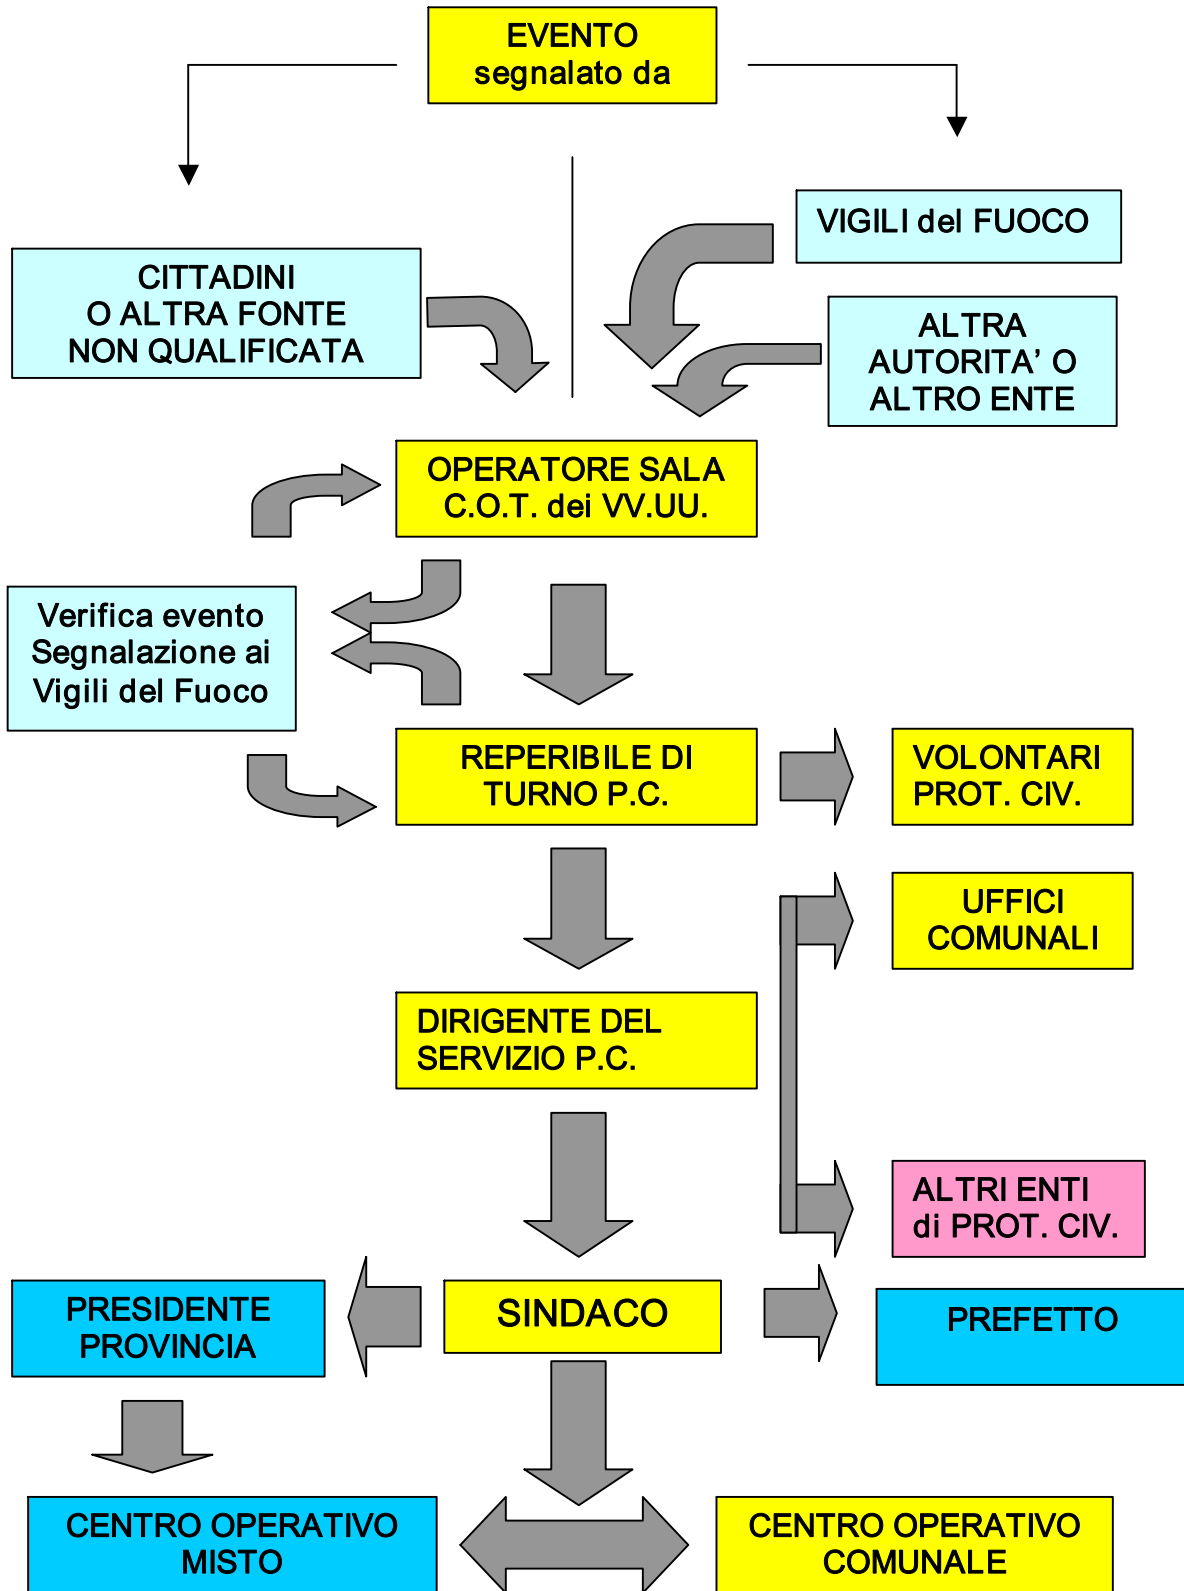 EVENTO
segnalato da
VIGILI del FUOCO
CITTADINI
O ALTRA FONTE
NON QUALIFICATA
ALTRA
AUTORITA’ O
ALTRO ENTE
OPERATORE SALA
C.O.T. dei VV.UU.
Verifica evento
Segnalazione ai
Vigili del Fuoco
REPERIBILE DI
TURNO P.C.
VOLONTARI
PROT. CIV.
UFFICI
COMUNALI
DIRIGENTE DEL
SERVIZIO P.C.
ALTRI ENTI
di PROT. CIV.
PRESIDENTE
PROVINCIA
SINDACO
PREFETTO
CENTRO OPERATIVO
MISTO
CENTRO OPERATIVO
COMUNALE